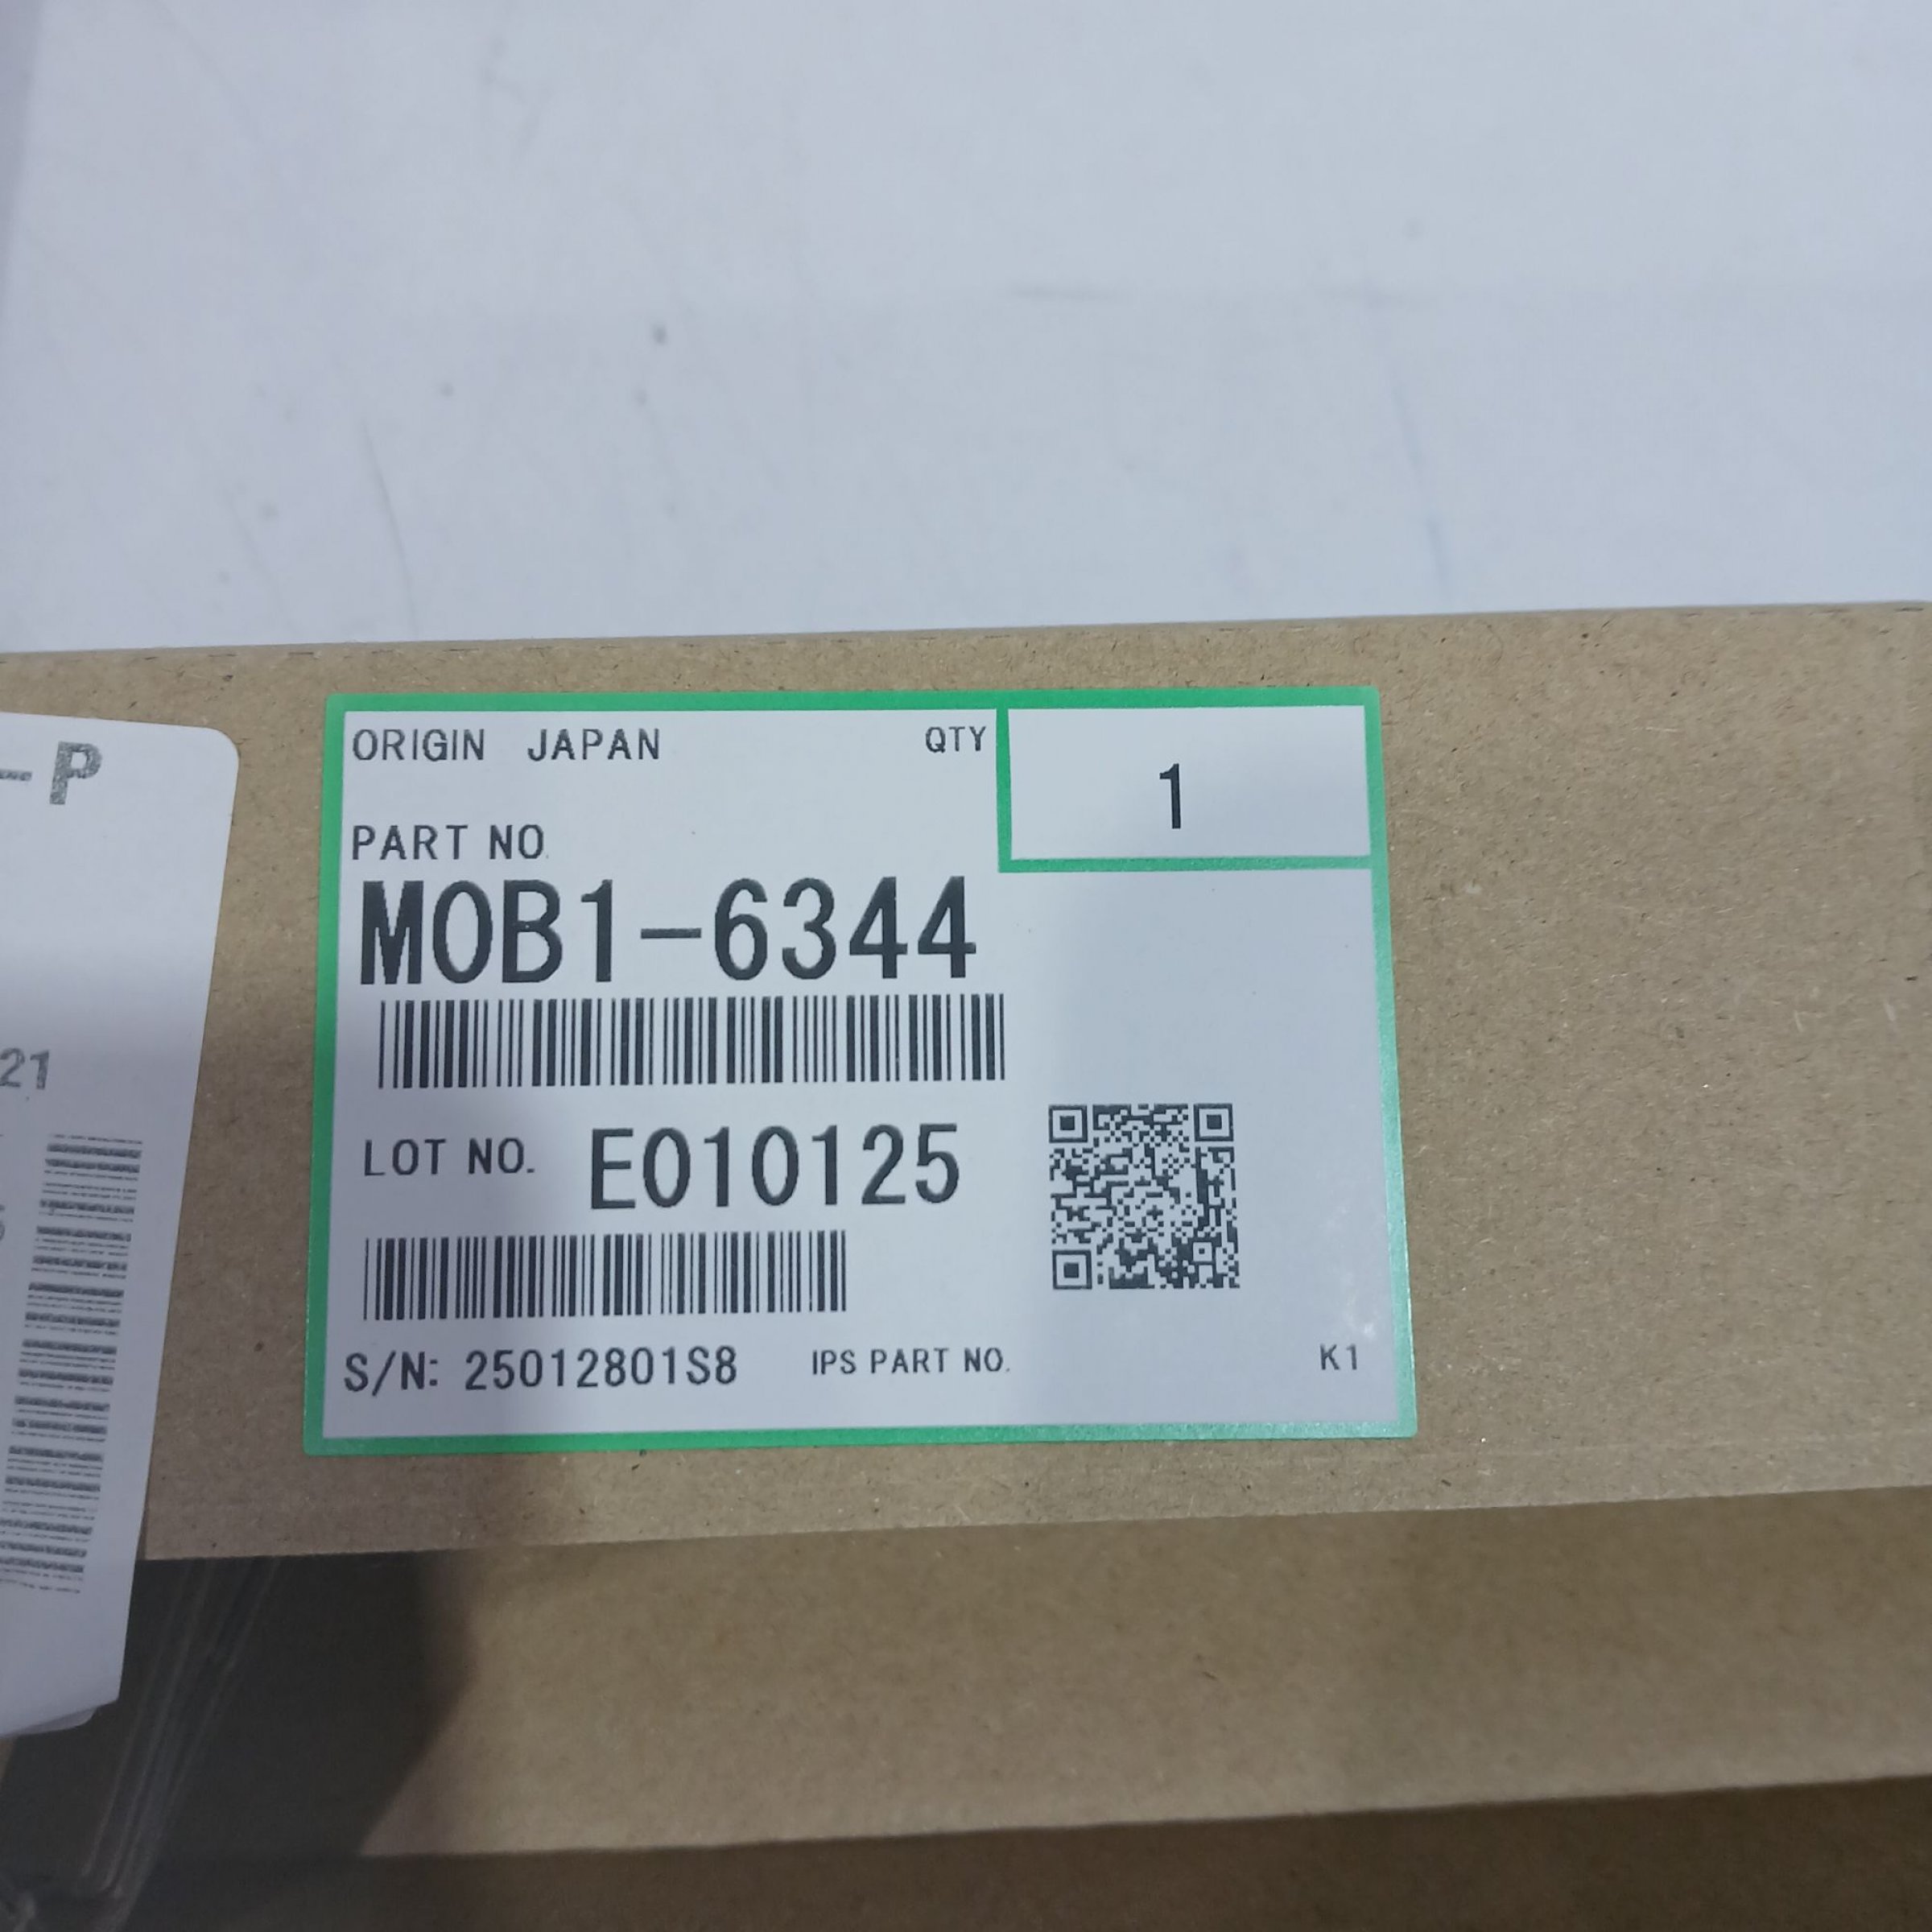 ORIGIN JAPAN
QTY
1
PART NO.
M0B1-6344
LOT NO. E010125
S/N: 25012801S8
IPS PART NO.
K1
-P
21